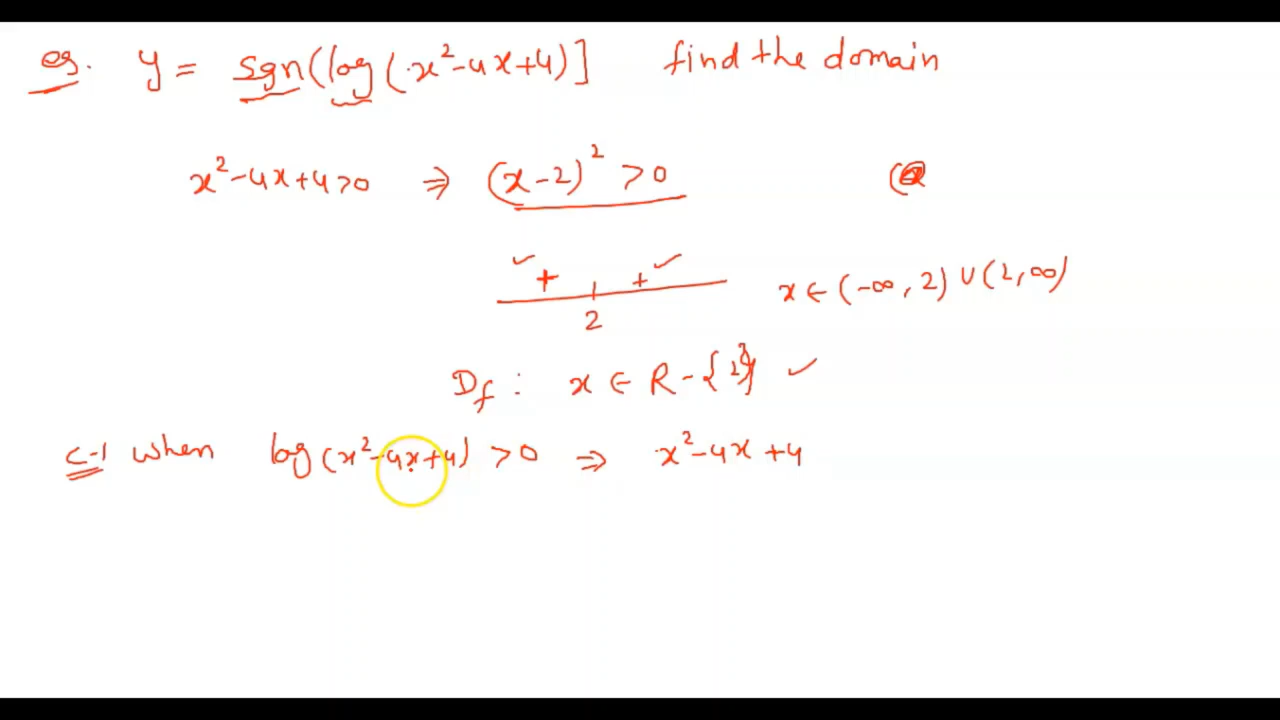 eg. y = sgn(log(x²-4x+4)] find the domain
x²-4x+4>0 ⇒ (x-2)² >0
+ +
2
x ∈ (-∞, 2) ∪ (2, ∞)
Df : x ∈ R - {2}
C-1 when log(x²-4x+4) >0 ⇒ x²-4x+4